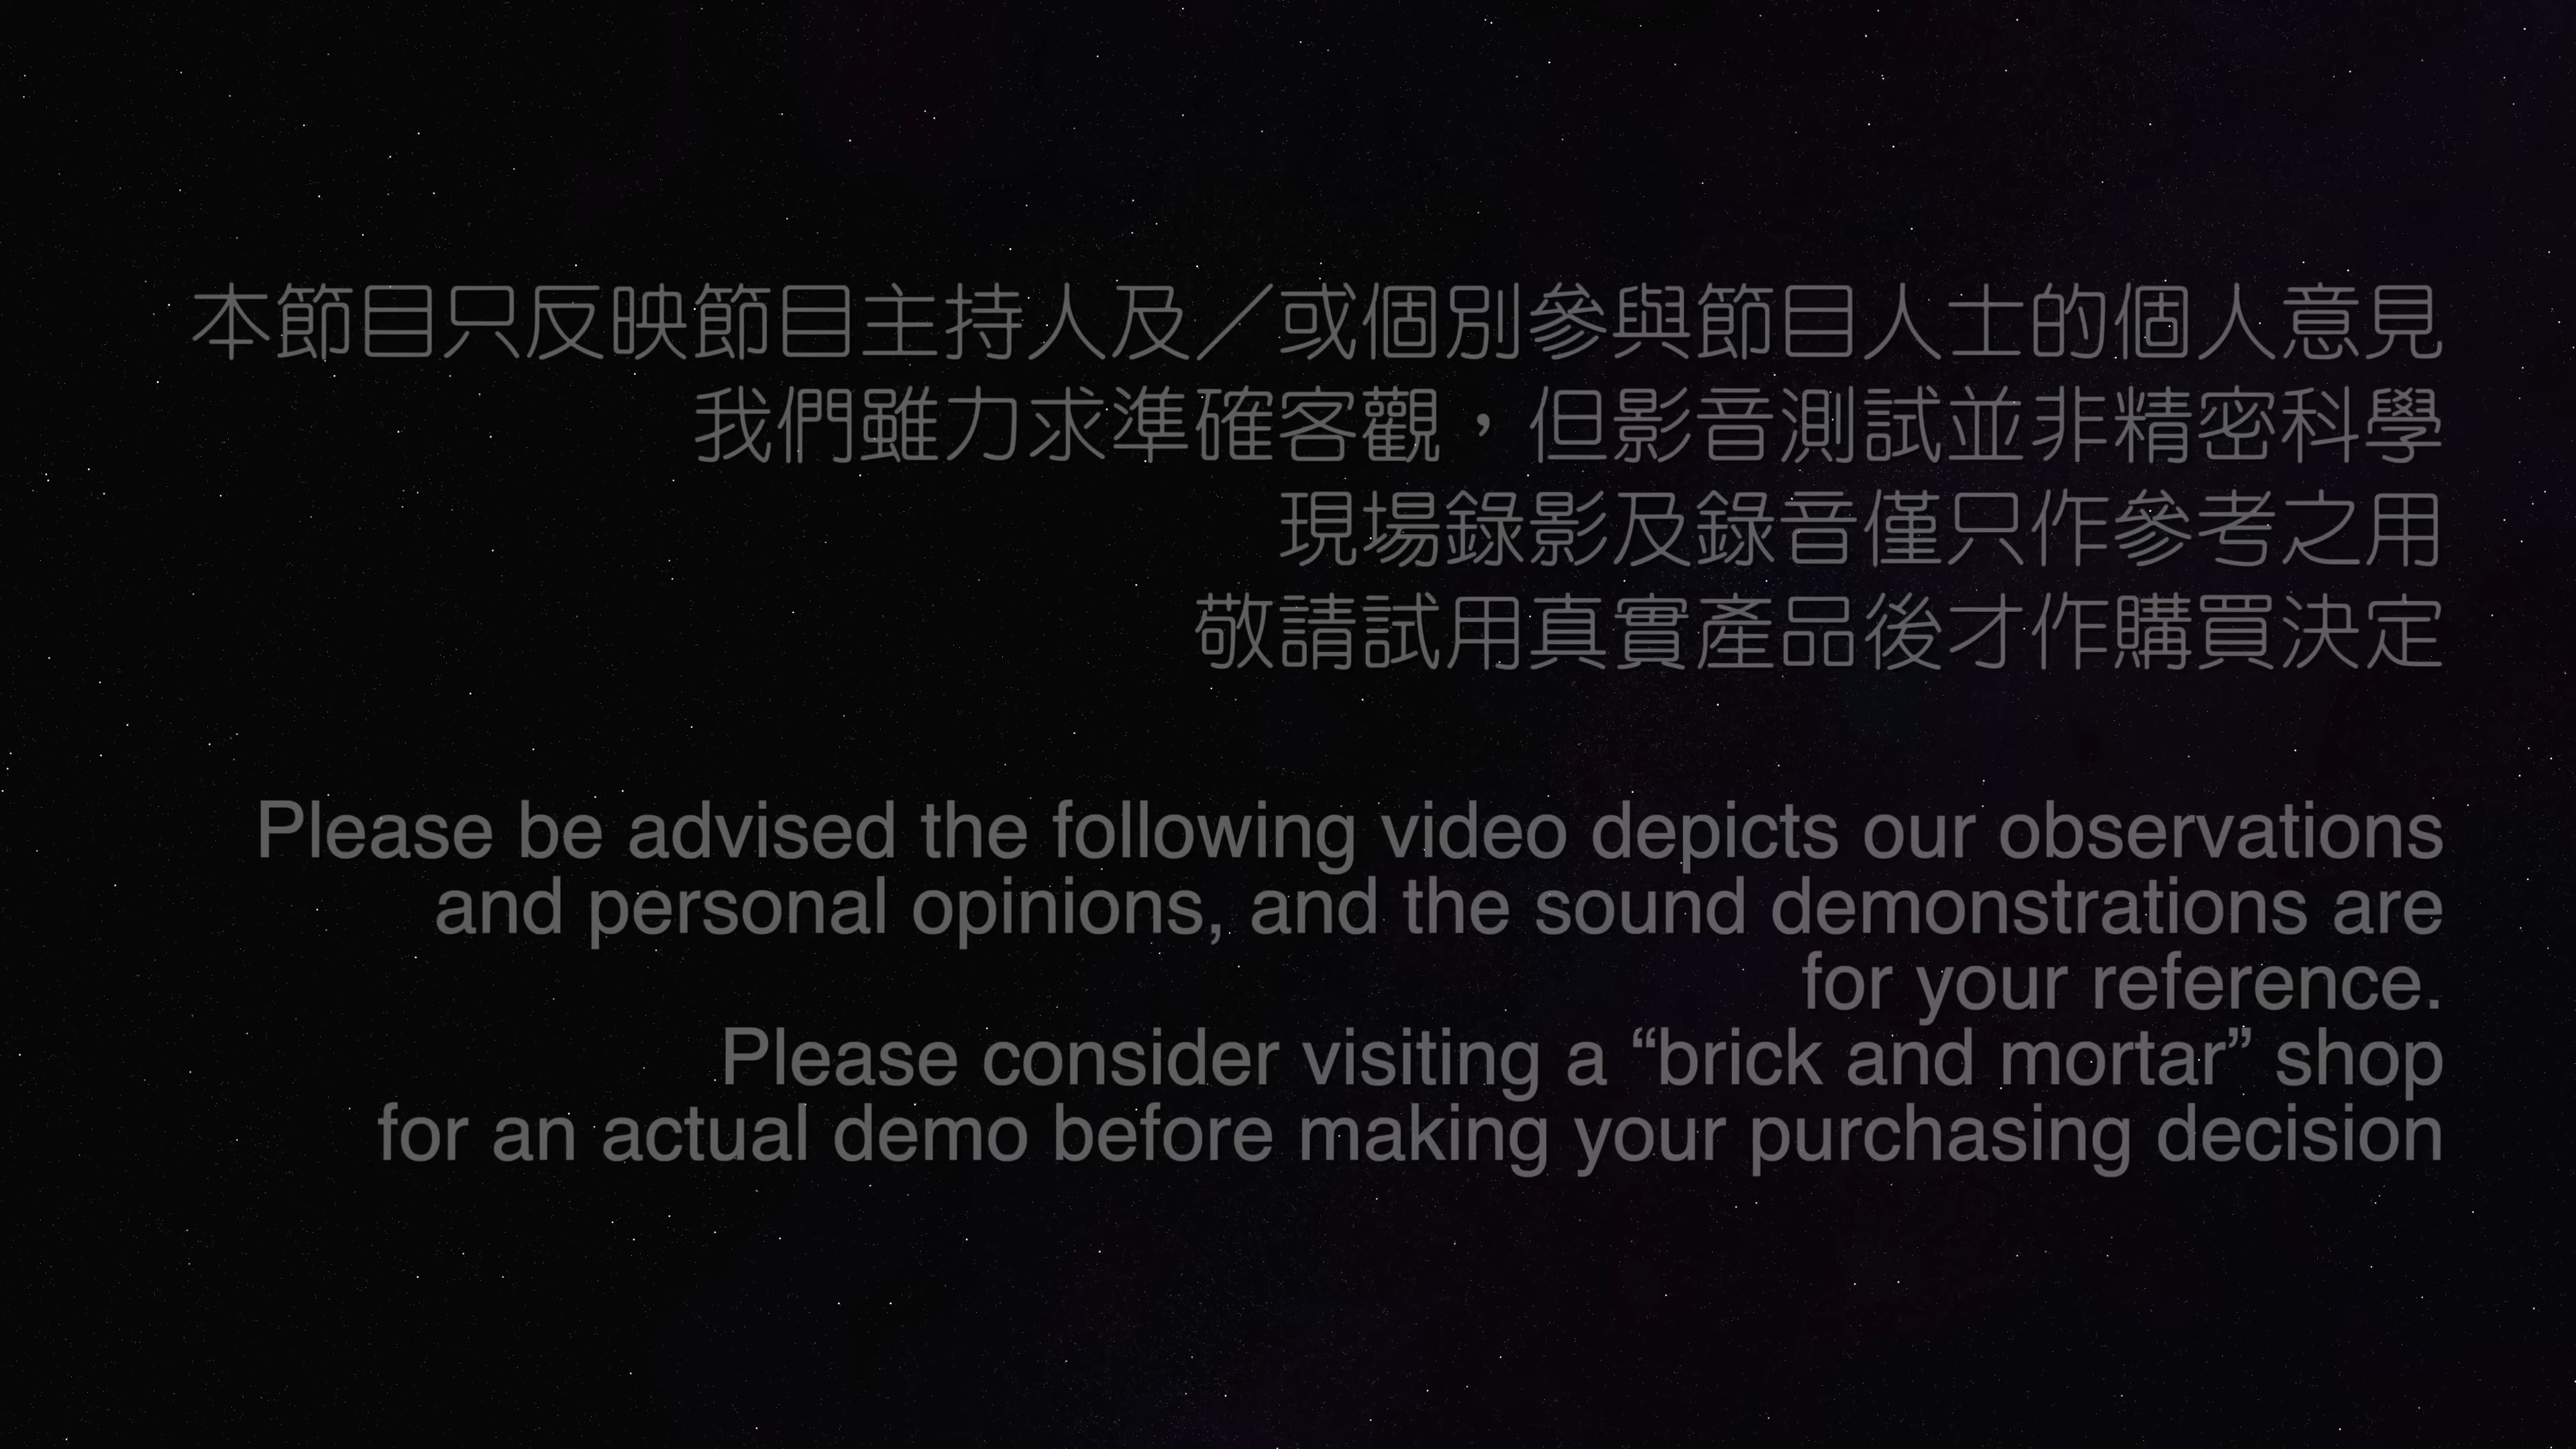 本節目只反映節目主持人及／或個別參與節目人士的個人意見
我們雖力求準確客觀，但影音測試並非精密科學
現場錄影及錄音僅只作參考之用
敬請試用真實產品後才作購買決定
Please be advised the following video depicts our observations
and personal opinions, and the sound demonstrations are
for your reference.
Please consider visiting a “brick and mortar” shop
for an actual demo before making your purchasing decision